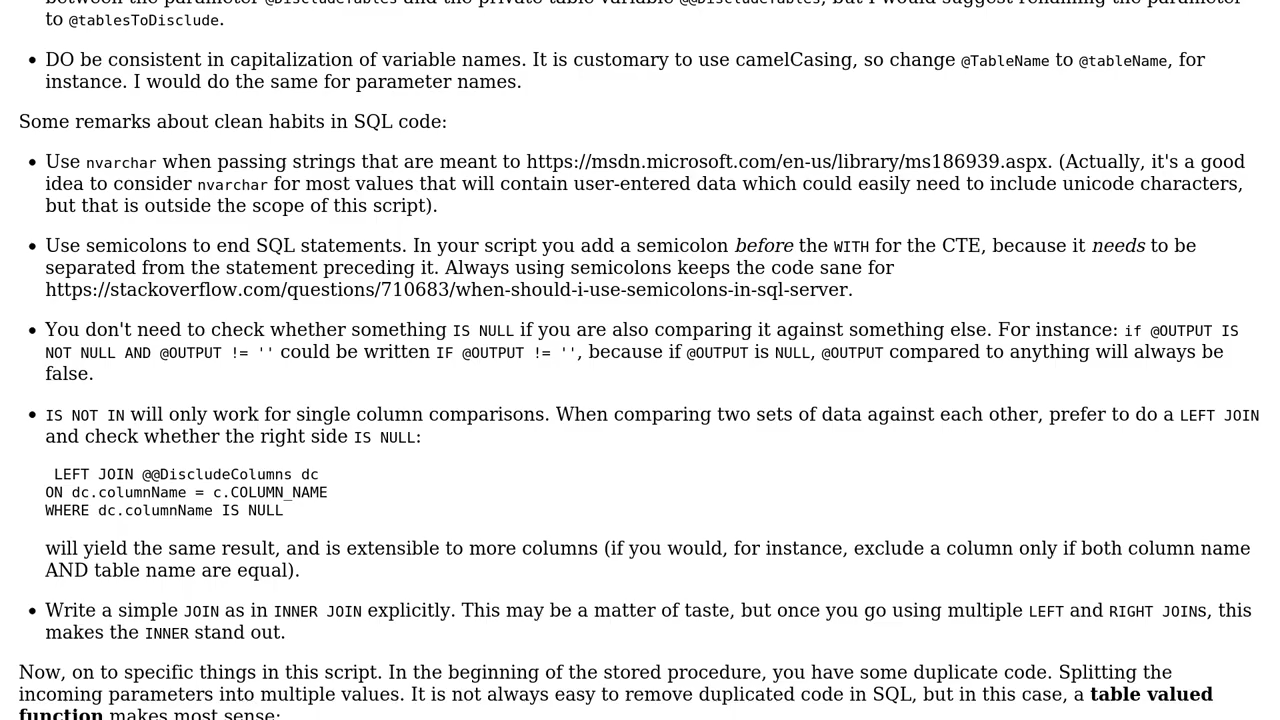 between the parameter @DiscludeTables and the private table variable @@DiscludeTables, but I would suggest renaming the parameter
to @tablesToDisclude.
• DO be consistent in capitalization of variable names. It is customary to use camelCasing, so change @TableName to @tableName, for
instance. I would do the same for parameter names.
Some remarks about clean habits in SQL code:
• Use nvarchar when passing strings that are meant to https://msdn.microsoft.com/en-us/library/ms186939.aspx. (Actually, it's a good
idea to consider nvarchar for most values that will contain user-entered data which could easily need to include unicode characters,
but that is outside the scope of this script).
• Use semicolons to end SQL statements. In your script you add a semicolon before the WITH for the CTE, because it needs to be
separated from the statement preceding it. Always using semicolons keeps the code sane for
https://stackoverflow.com/questions/710683/when-should-i-use-semicolons-in-sql-server.
• You don't need to check whether something IS NULL if you are also comparing it against something else. For instance: if @OUTPUT IS
NOT NULL AND @OUTPUT != '' could be written IF @OUTPUT != '', because if @OUTPUT is NULL, @OUTPUT compared to anything will always be
false.
• IS NOT IN will only work for single column comparisons. When comparing two sets of data against each other, prefer to do a LEFT JOIN
and check whether the right side IS NULL:
LEFT JOIN @@DiscludeColumns dc
ON dc.columnName = c.COLUMN_NAME
WHERE dc.columnName IS NULL
will yield the same result, and is extensible to more columns (if you would, for instance, exclude a column only if both column name
AND table name are equal).
• Write a simple JOIN as in INNER JOIN explicitly. This may be a matter of taste, but once you go using multiple LEFT and RIGHT JOINs, this
makes the INNER stand out.
Now, on to specific things in this script. In the beginning of the stored procedure, you have some duplicate code. Splitting the
incoming parameters into multiple values. It is not always easy to remove duplicated code in SQL, but in this case, a table valued
function makes most sense: